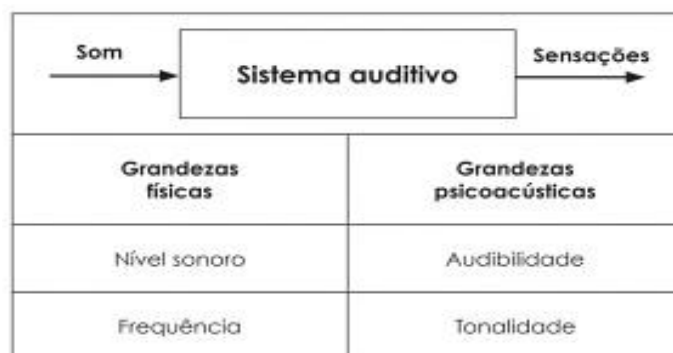 Som
Sistema auditivo
Sensações
Grandezas
físicas
Grandezas
psicoacústicas
Nível sonoro
Audibilidade
Frequência
Tonalidade